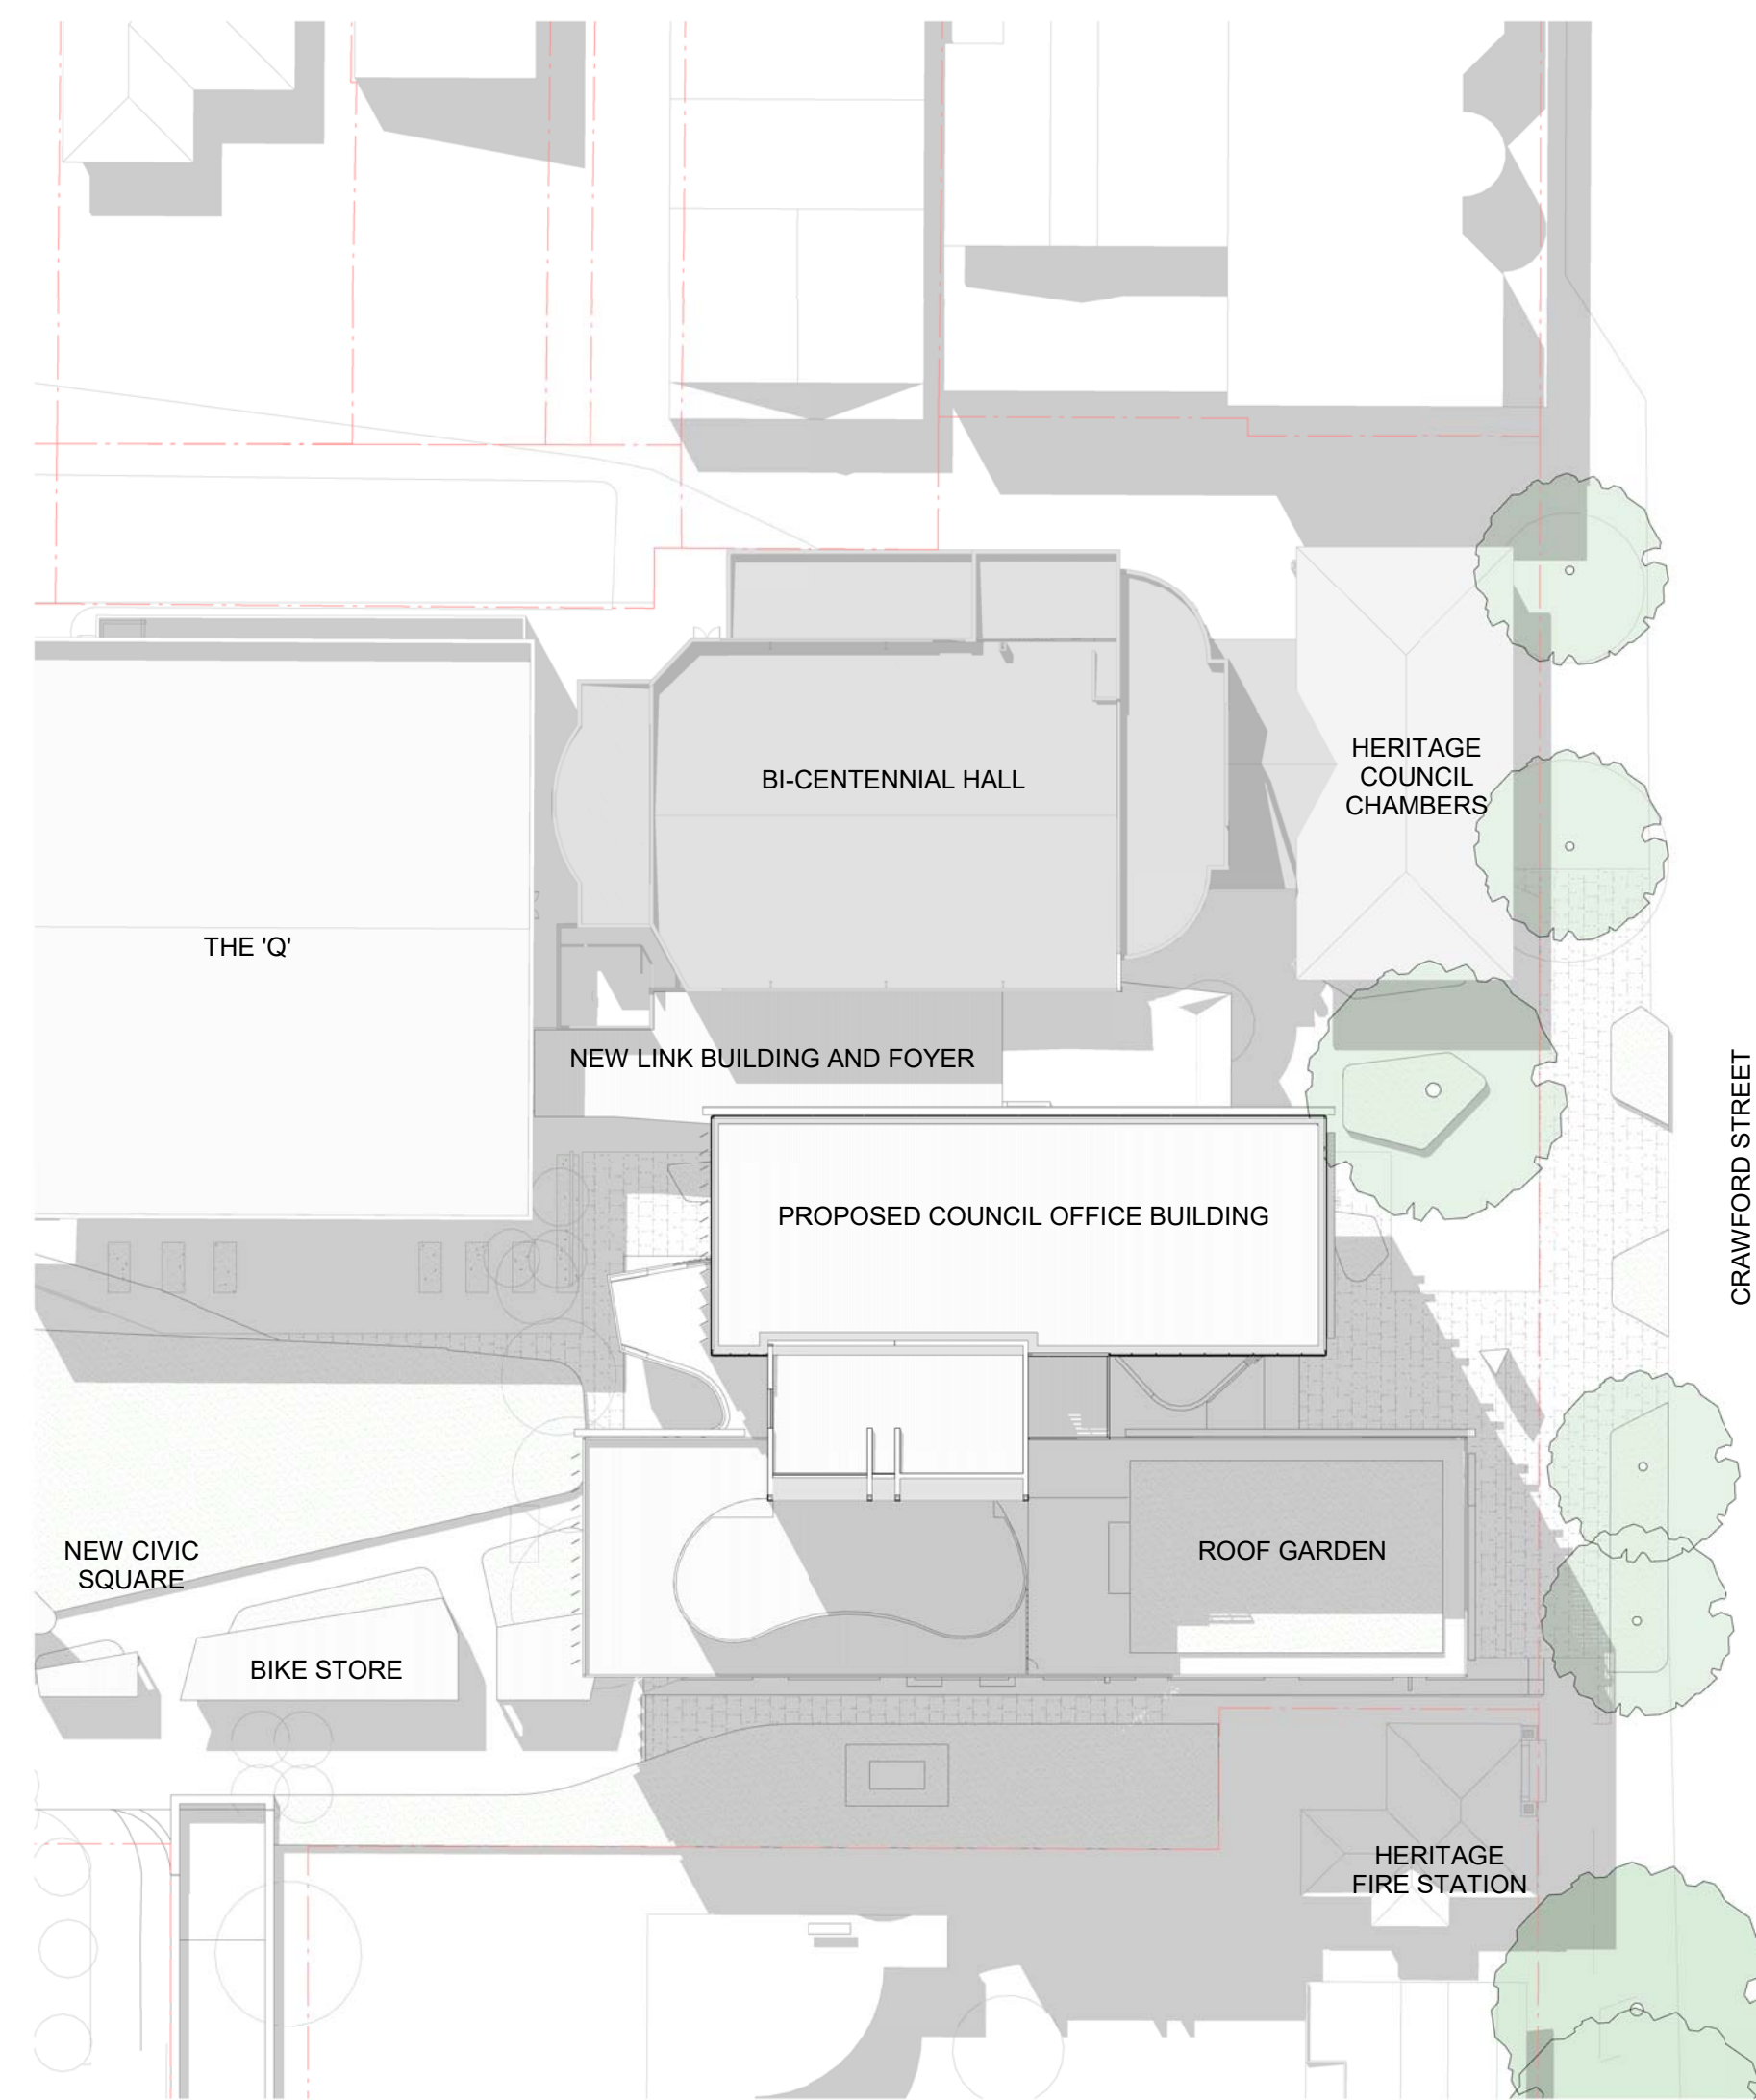 HERITAGE
COUNCIL
CHAMBERS
BI-CENTENNIAL HALL
THE 'Q'
NEW LINK BUILDING AND FOYER
CRAWFORD STREET
PROPOSED COUNCIL OFFICE BUILDING
NEW CIVIC
SQUARE
ROOF GARDEN
BIKE STORE
HERITAGE
FIRE STATION